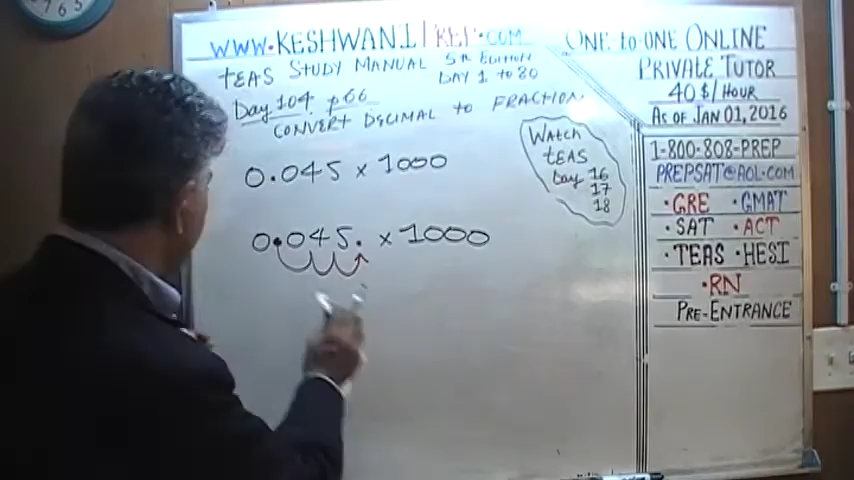 WWW.KESHWANI PREP.COM
TEAS STUDY MANUAL 5TH EDITION
DAY 1 TO 80
Day 104 p66
CONVERT DECIMAL to FRACTION.
0.045 x 1000
0.045. x 1000
WATCH
tEAS
Day 16
17
18
ONE to ONE ONLINE
PRIVATE TUTOR
40 $/HOUR
AS OF JAN 01, 2016
1-800-808-PREP
PREPSAT@AOL.COM
•GRE •GMAT
•SAT •ACT
•TEAS •HESI
•RN
PRE-ENTRANCE
7 6 5